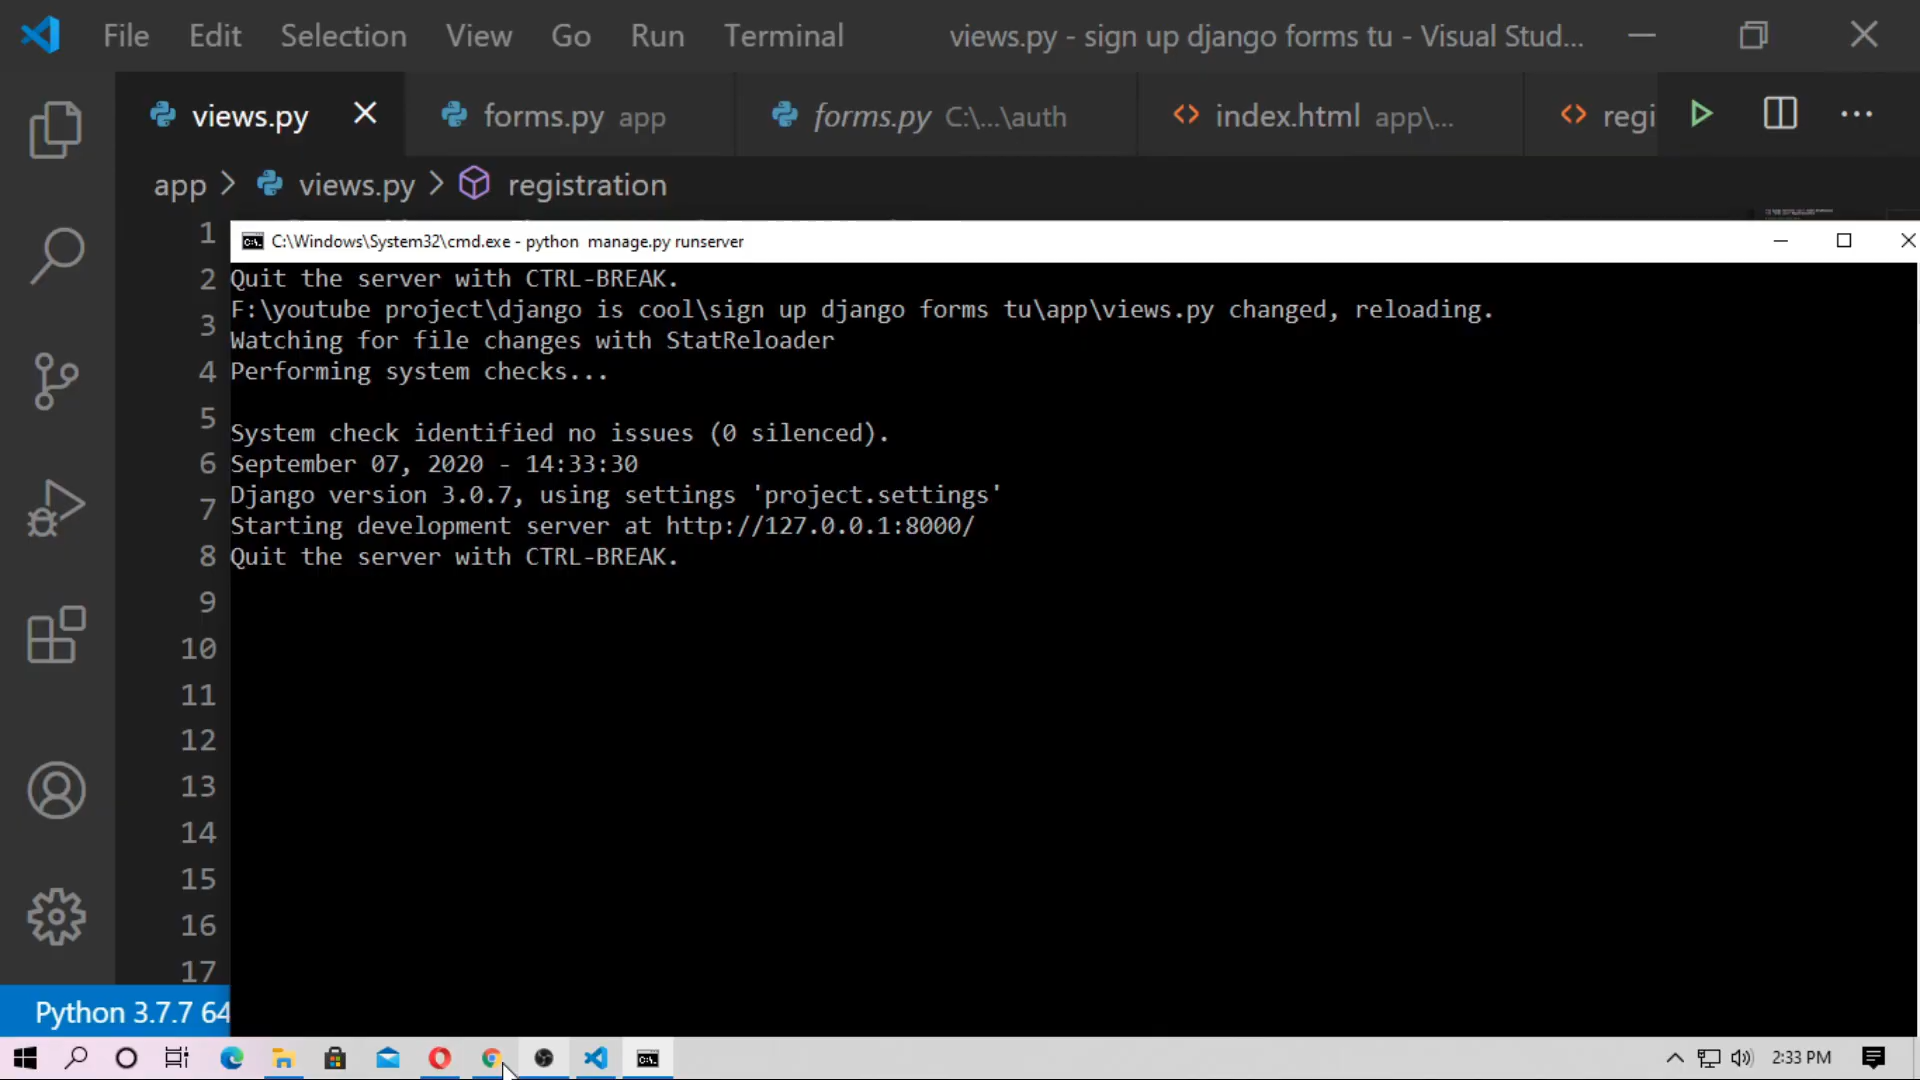 File Edit Selection View Go Run Terminal views.py - sign up django forms tu - Visual Stud...
views.py forms.py app forms.py C:\...\auth index.html app\... regi
app > views.py > registration
C:\Windows\System32\cmd.exe - python  manage.py runserver
1
2
3
4
5
6
7
8
9
10
11
12
13
14
15
16
17
Quit the server with CTRL-BREAK.
F:\youtube project\django is cool\sign up django forms tu\app\views.py changed, reloading.
Watching for file changes with StatReloader
Performing system checks...
System check identified no issues (0 silenced).
September 07, 2020 - 14:33:30
Django version 3.0.7, using settings 'project.settings'
Starting development server at http://127.0.0.1:8000/
Quit the server with CTRL-BREAK.
Python 3.7.7 64
2:33 PM